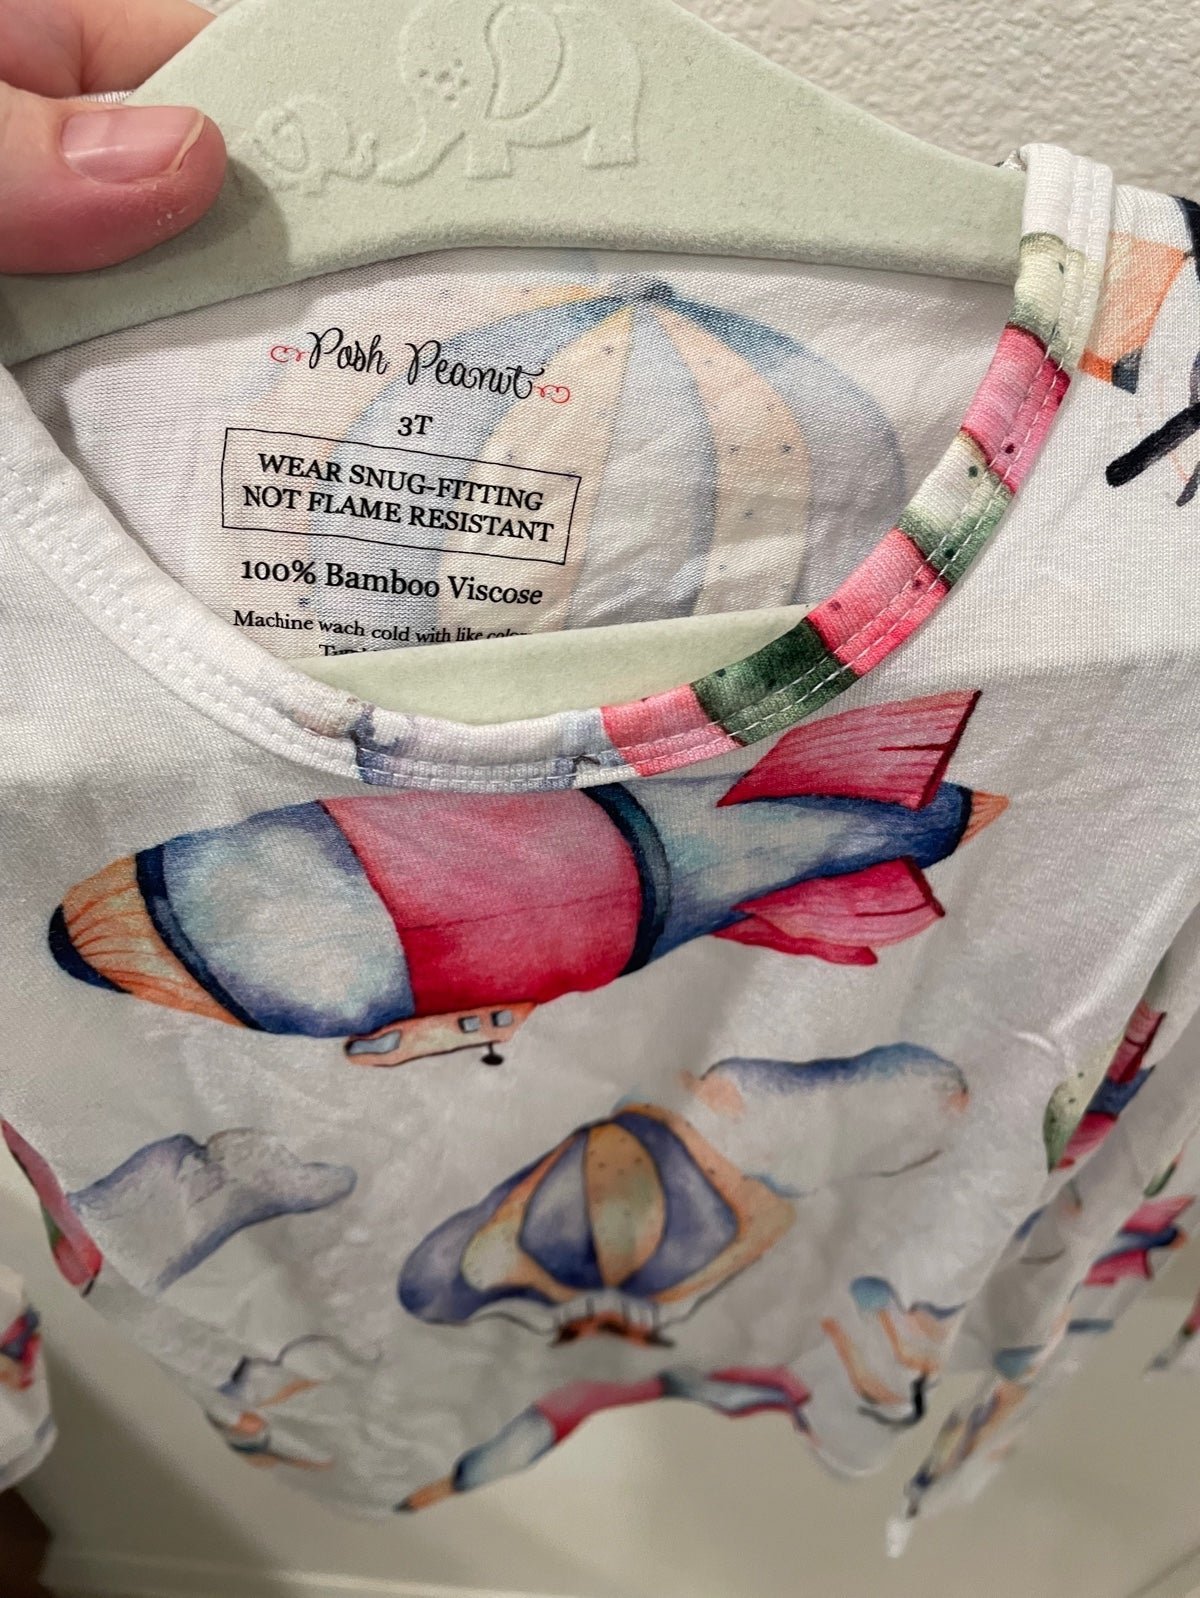 Posh Peanut
3T
WEAR SNUG-FITTING
NOT FLAME RESISTANT
100% Bamboo Viscose
Machine wach cold with like